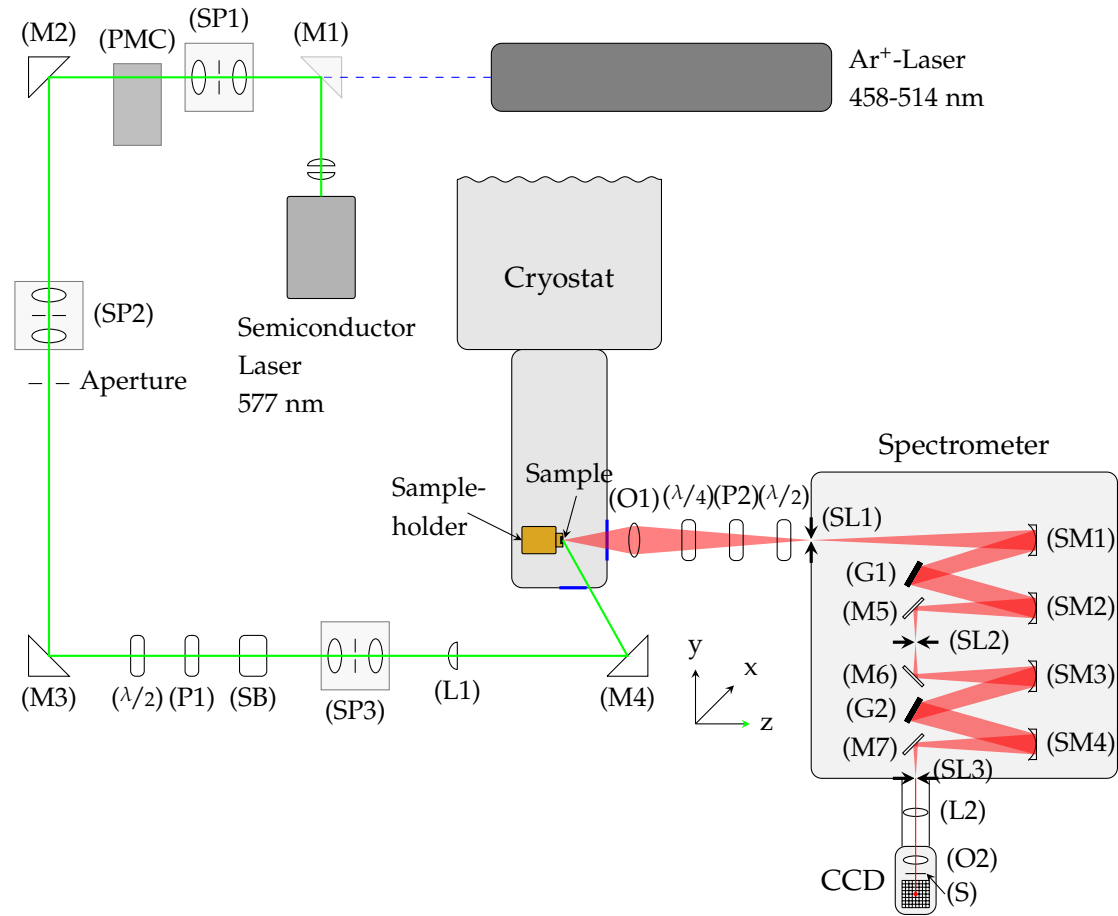 (M2)
(PMC)
(SP1)
(M1)
Ar⁺-Laser
458-514 nm
Cryostat
(SP2)
Semiconductor
Laser
577 nm
Aperture
Spectrometer
Sample-
holder
Sample
(O1)
(λ/4)
(P2)
(λ/2)
(SL1)
(SM1)
(G1)
(M5)
(SM2)
(SL2)
(M6)
(SM3)
(G2)
(M7)
(SM4)
(SL3)
(M3)
(λ/2)
(P1)
(SB)
(SP3)
(L1)
(M4)
y
x
z
(L2)
(O2)
CCD
(S)